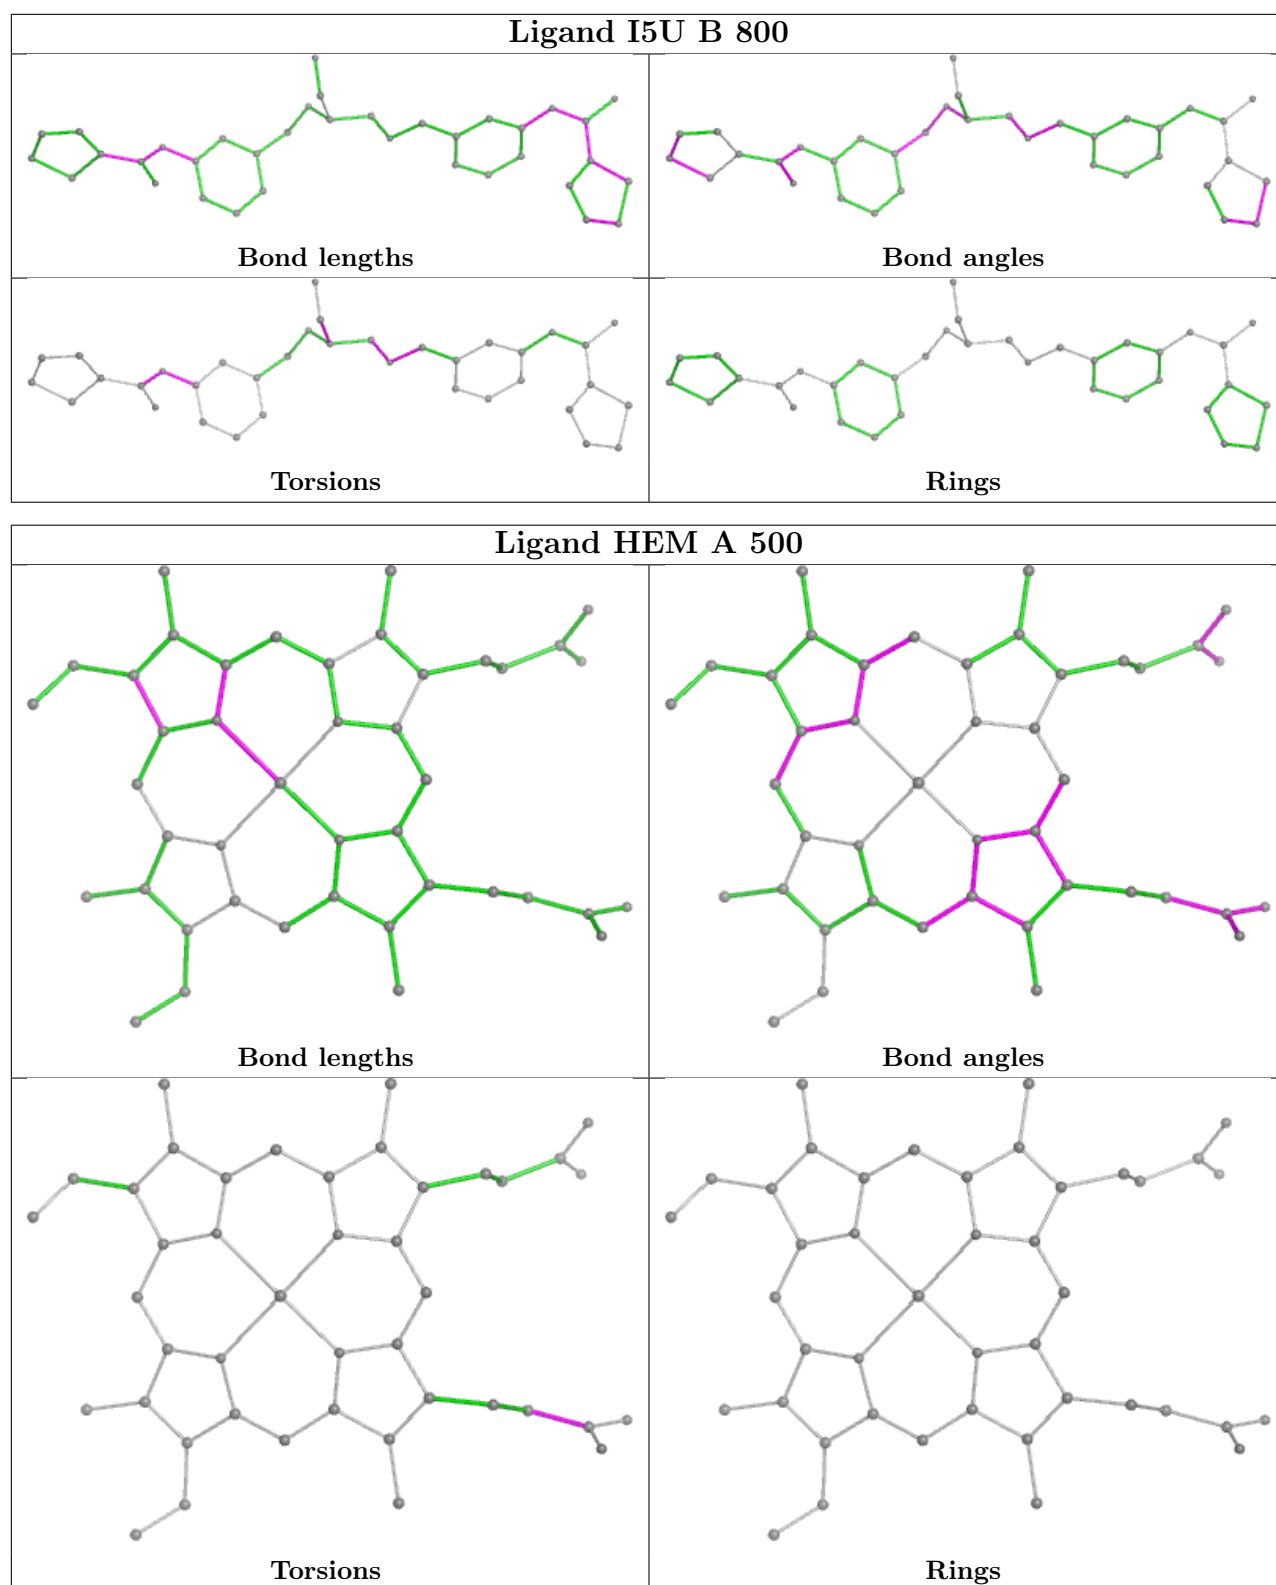 Ligand I5U B 800
Bond lengths
Bond angles
Torsions
Rings
Ligand HEM A 500
Bond lengths
Bond angles
Torsions
Rings